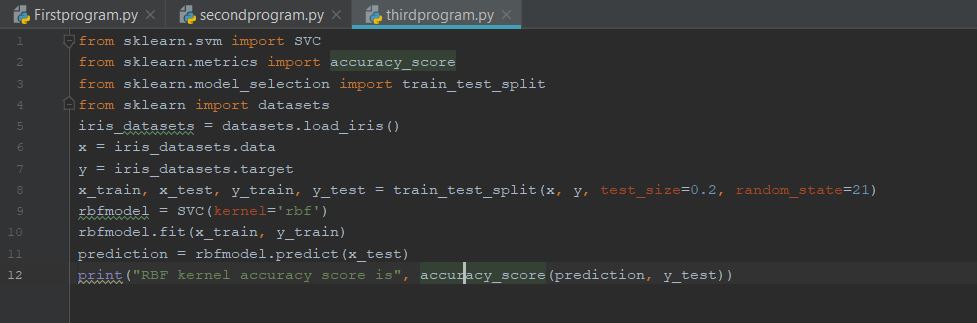 Firstprogram.py secondprogram.py thirdprogram.py
1 from sklearn.svm import SVC
2 from sklearn.metrics import accuracy_score
3 from sklearn.model_selection import train_test_split
4 from sklearn import datasets
5 iris_datasets = datasets.load_iris()
6 x = iris_datasets.data
7 y = iris_datasets.target
8 x_train, x_test, y_train, y_test = train_test_split(x, y, test_size=0.2, random_state=21)
9 rbfmodel = SVC(kernel='rbf')
10 rbfmodel.fit(x_train, y_train)
11 prediction = rbfmodel.predict(x_test)
12 print("RBF kernel accuracy score is", accuracy_score(prediction, y_test))